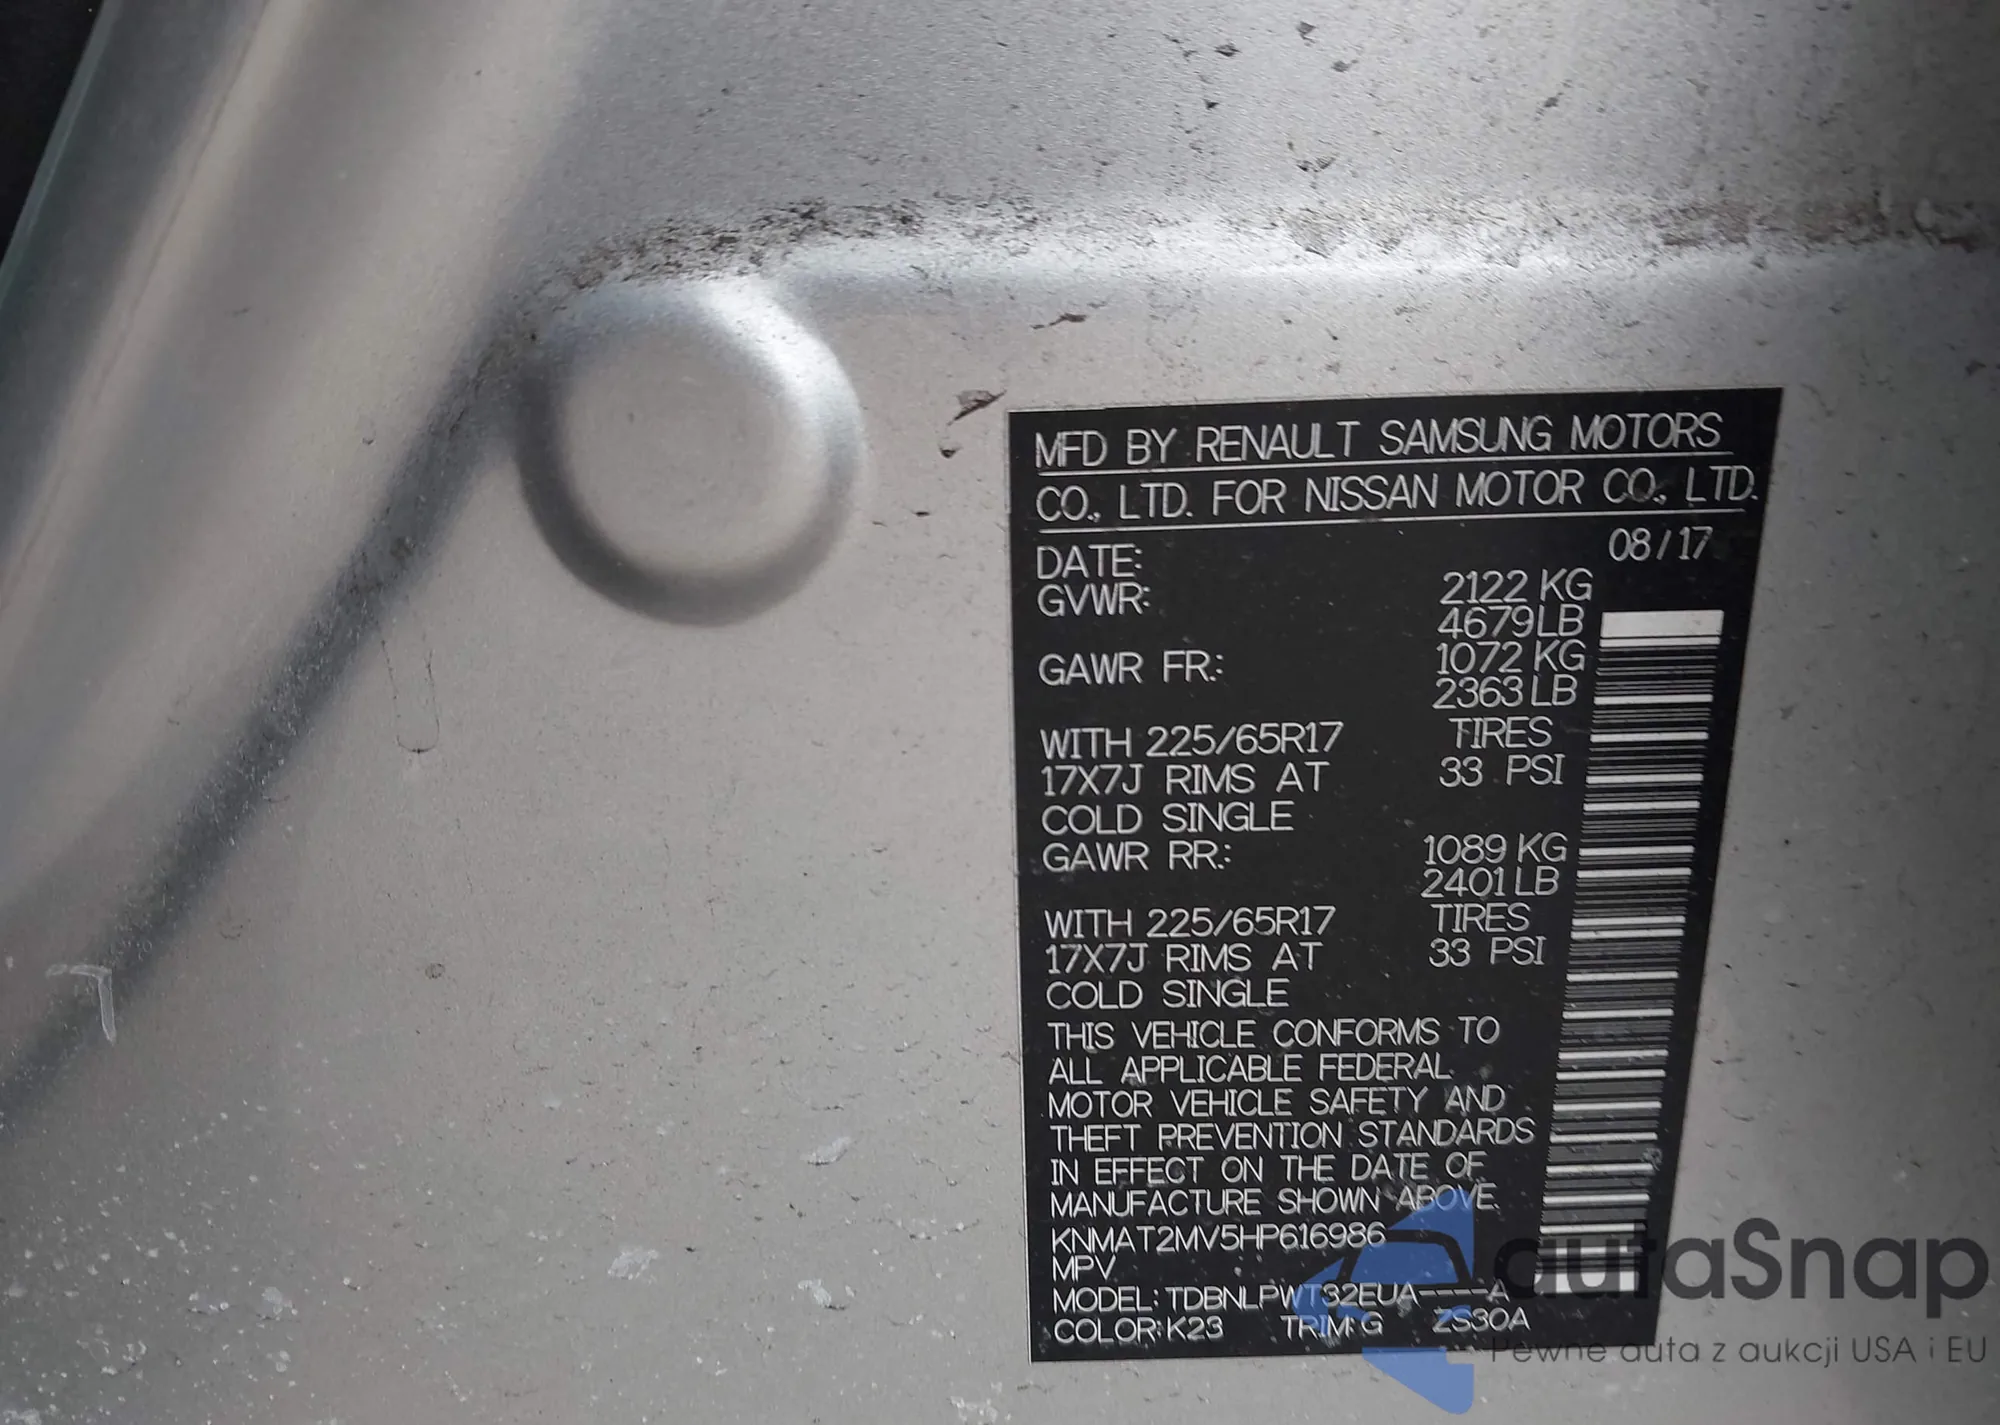 MFD BY RENAULT SAMSUNG MOTORS
CO., LTD. FOR NISSAN MOTOR CO., LTD.
DATE: 08/17
GVWR: 2122 KG
4679 LB
GAWR FR.: 1072 KG
2363 LB
WITH 225/65R17 TIRES
17X7J RIMS AT 33 PSI
COLD SINGLE
GAWR RR.: 1089 KG
2401 LB
WITH 225/65R17 TIRES
17X7J RIMS AT 33 PSI
COLD SINGLE
THIS VEHICLE CONFORMS TO
ALL APPLICABLE FEDERAL
MOTOR VEHICLE SAFETY AND
THEFT PREVENTION STANDARDS
IN EFFECT ON THE DATE OF
MANUFACTURE SHOWN ABOVE.
KNMAT2MV5HP616986
MPV
MODEL: TDBNLPWT32EUA----A
COLOR: K23 TRIM: G ZS30A
autaSnap
Pewne auta z aukcji USA i EU